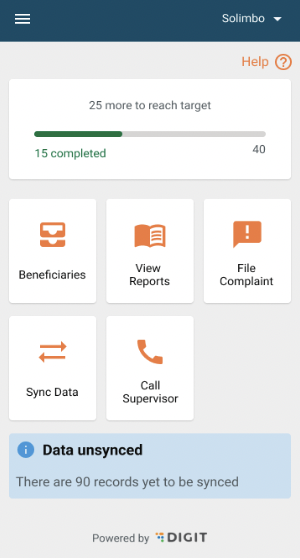 Solimbo
Help
25 more to reach target
15 completed
40
Beneficiaries
View
Reports
File
Complaint
Sync Data
Call
Supervisor
Data unsynced
There are 90 records yet to be synced
Powered by DIGIT